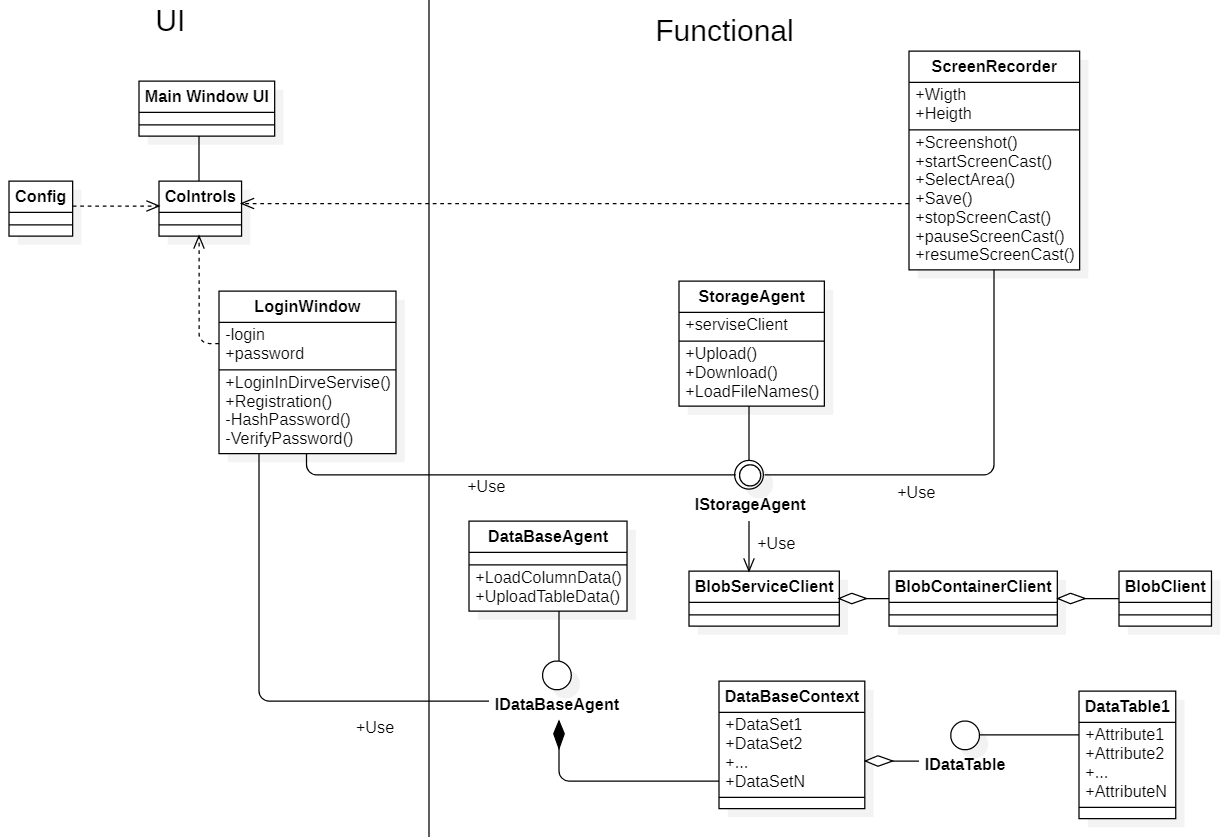 UI
Functional
Main Window UI
Config
CoIntrols
ScreenRecorder
+Wigth
+Heigth
+Screenshot()
+startScreenCast()
+SelectArea()
+Save()
+stopScreenCast()
+pauseScreenCast()
+resumeScreenCast()
LoginWindow
-login
+password
+LoginInDirveServise()
+Registration()
-HashPassword()
-VerifyPassword()
StorageAgent
+serviseClient
+Upload()
+Download()
+LoadFileNames()
+Use
+Use
IStorageAgent
+Use
DataBaseAgent
+LoadColumnData()
+UploadTableData()
BlobServiceClient
BlobContainerClient
BlobClient
IDataBaseAgent
+Use
DataBaseContext
+DataSet1
+DataSet2
+...
+DataSetN
IDataTable
DataTable1
+Attribute1
+Attribute2
+...
+AttributeN